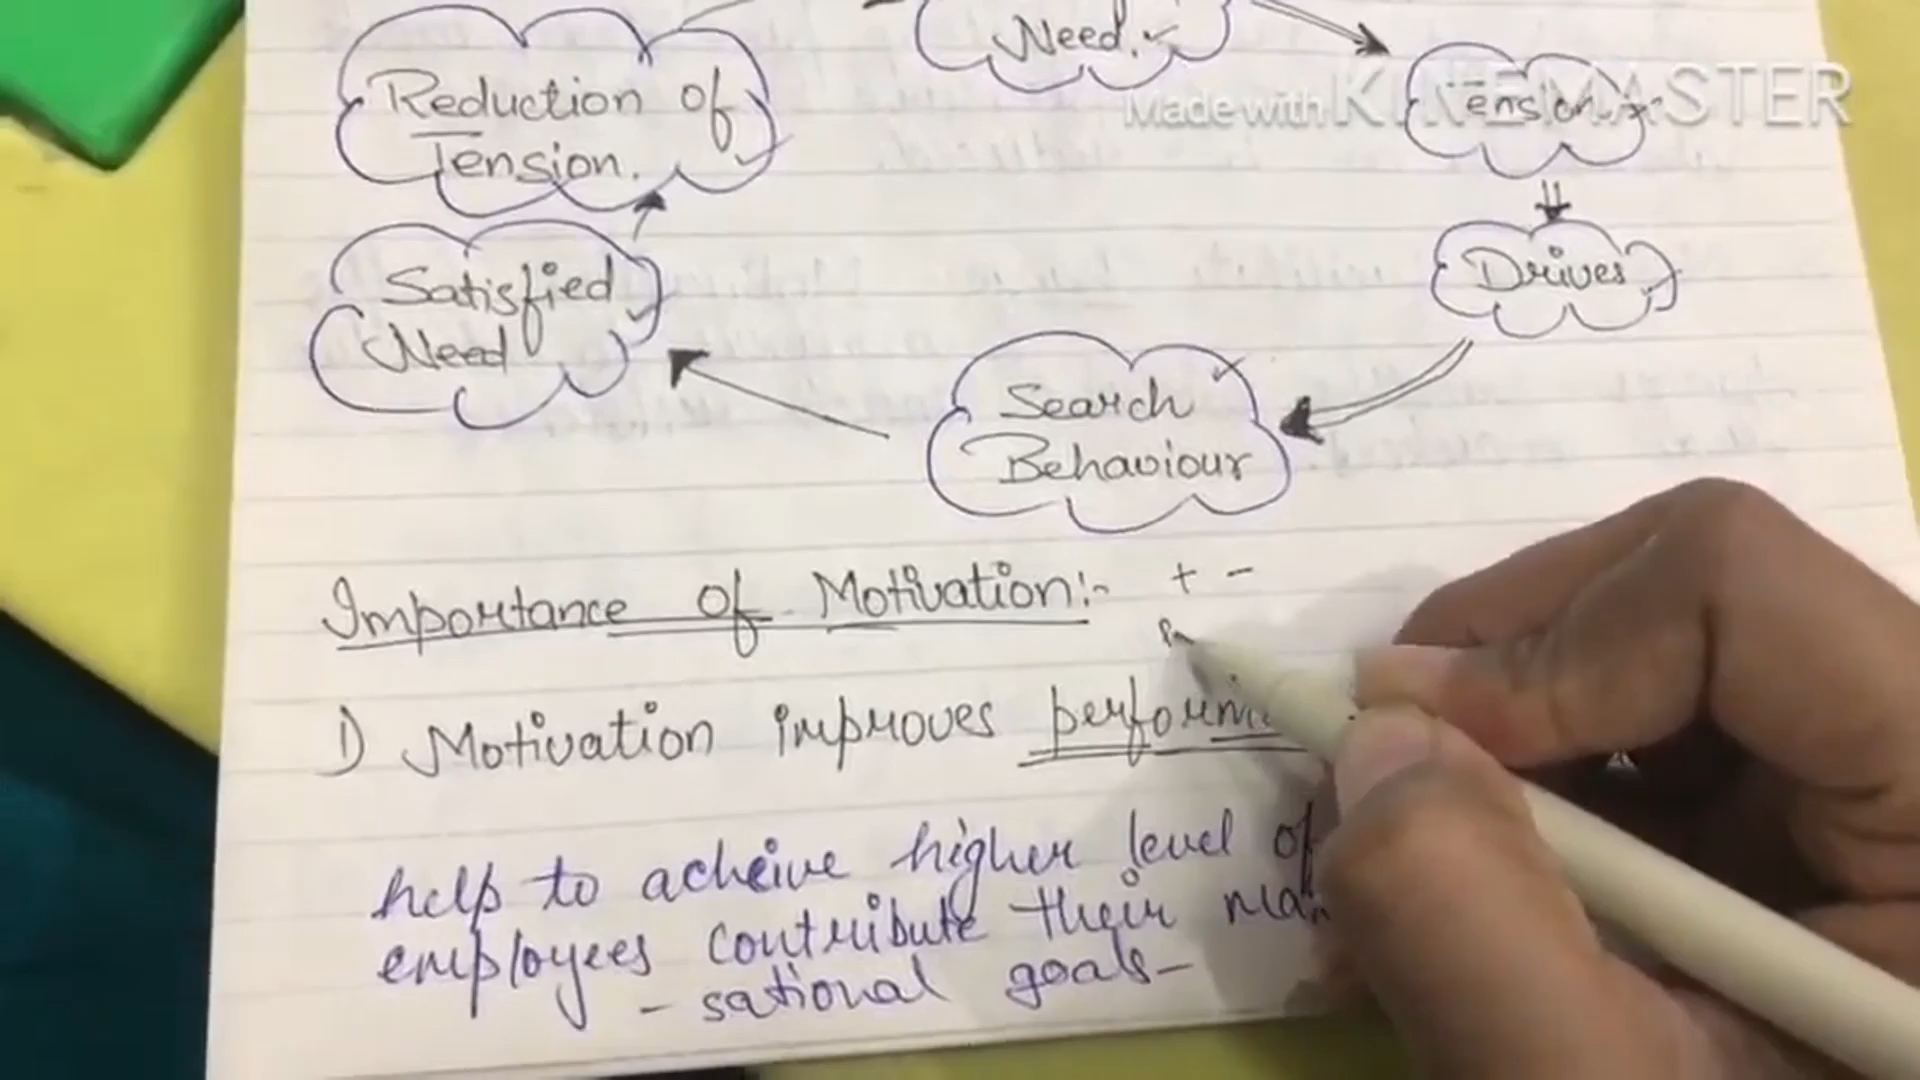 Need.
Made with KINEMASTER
Reduction of
Tension.
Tension
Drives
Satisfied
Need
Search
Behaviour
Importance of Motivation:- + -
1) Motivation improves
help to acheive higher level of
employees contribute their
- sational goals-